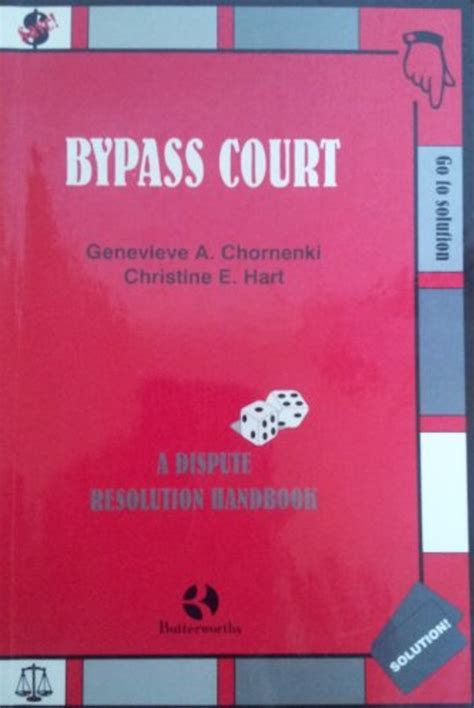 BYPASS COURT
Go to solution
Genevieve A. Chornenki
Christine E. Hart
A DISPUTE
RESOLUTION HANDBOOK
Butterworths
SOLUTION!